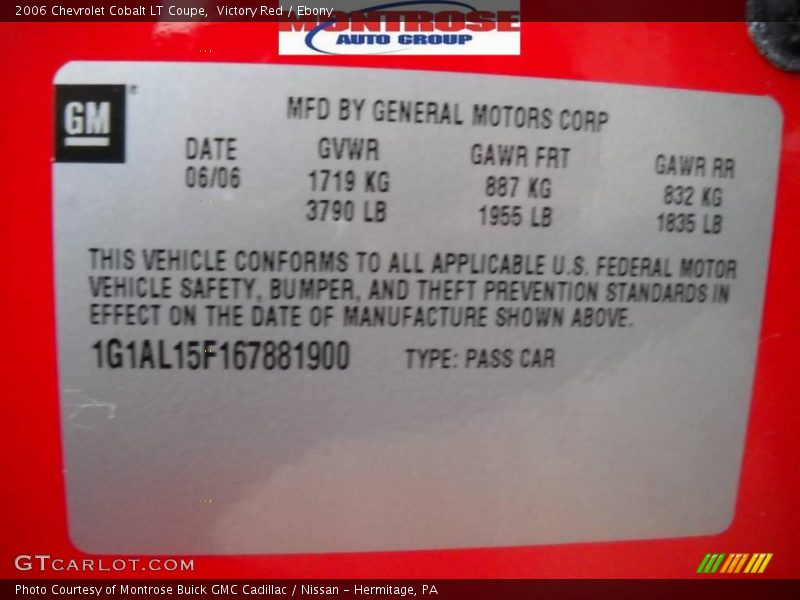 2006 Chevrolet Cobalt LT Coupe,  Victory Red / Ebony
MONTROSE
AUTO GROUP
GM
MFD BY GENERAL MOTORS CORP
DATE GVWR GAWR FRT GAWR RR
06/06 1719 KG 887 KG 832 KG
3790 LB 1955 LB 1835 LB
THIS VEHICLE CONFORMS TO ALL APPLICABLE U.S. FEDERAL MOTOR
VEHICLE SAFETY, BUMPER, AND THEFT PREVENTION STANDARDS IN
EFFECT ON THE DATE OF MANUFACTURE SHOWN ABOVE.
1G1AL15F167881900 TYPE: PASS CAR
GTCARLOT.COM
Photo Courtesy of Montrose Buick GMC Cadillac / Nissan - Hermitage, PA